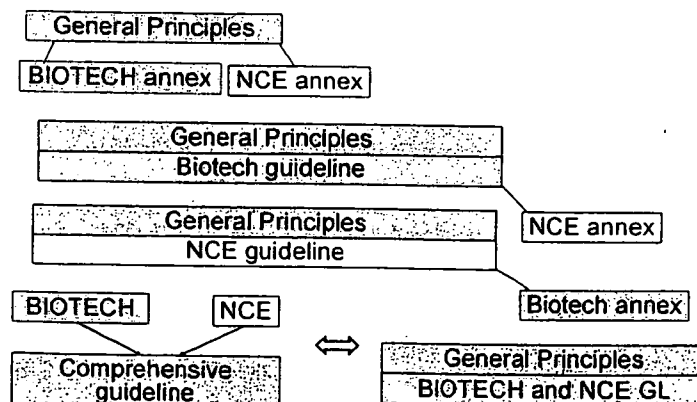 General Principles
BIOTECH annex
NCE annex
General Principles
Biotech guideline
NCE annex
General Principles
NCE guideline
Biotech annex
BIOTECH
NCE
Comprehensive
guideline
General Principles
BIOTECH and NCE GL